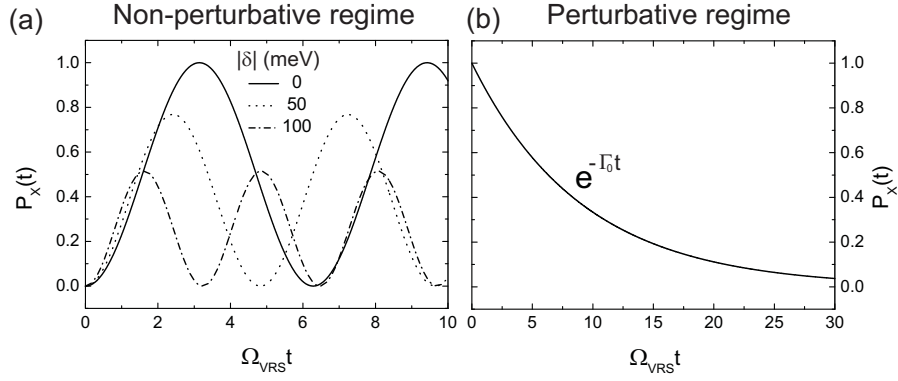 (a) Non-perturbative regime
|δ| (meV)
0
50
100
1.0
0.8
0.6
0.4
0.2
0.0
P_X(t)
0 2 4 6 8 10
Ω_VRS t
(b) Perturbative regime
e^-Γ₀t
1.0
0.8
0.6
0.4
0.2
0.0
P_X(t)
0 5 10 15 20 25 30
Ω_VRS t